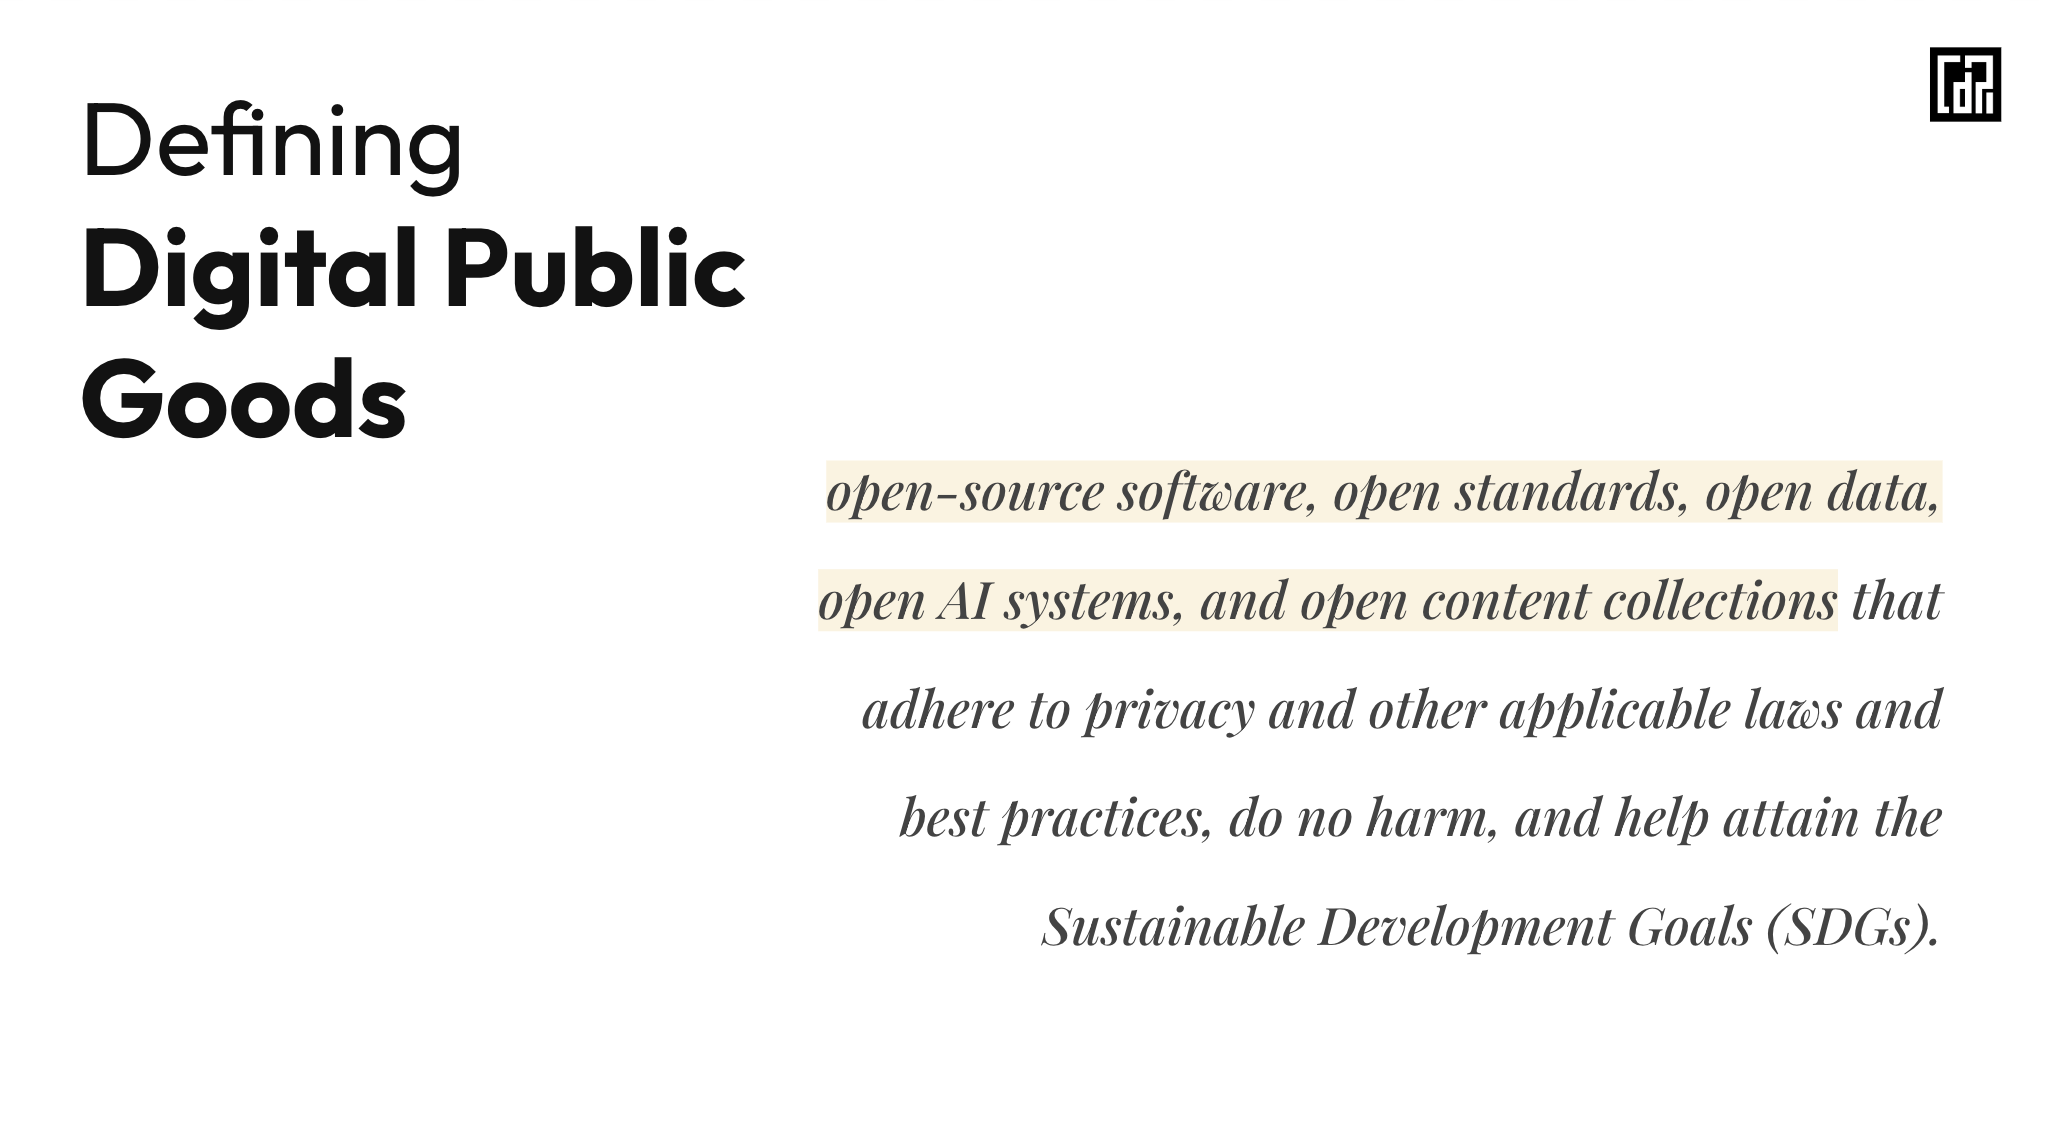 Defining
Digital Public
Goods
open-source software, open standards, open data,
open AI systems, and open content collections that
adhere to privacy and other applicable laws and
best practices, do no harm, and help attain the
Sustainable Development Goals (SDGs).